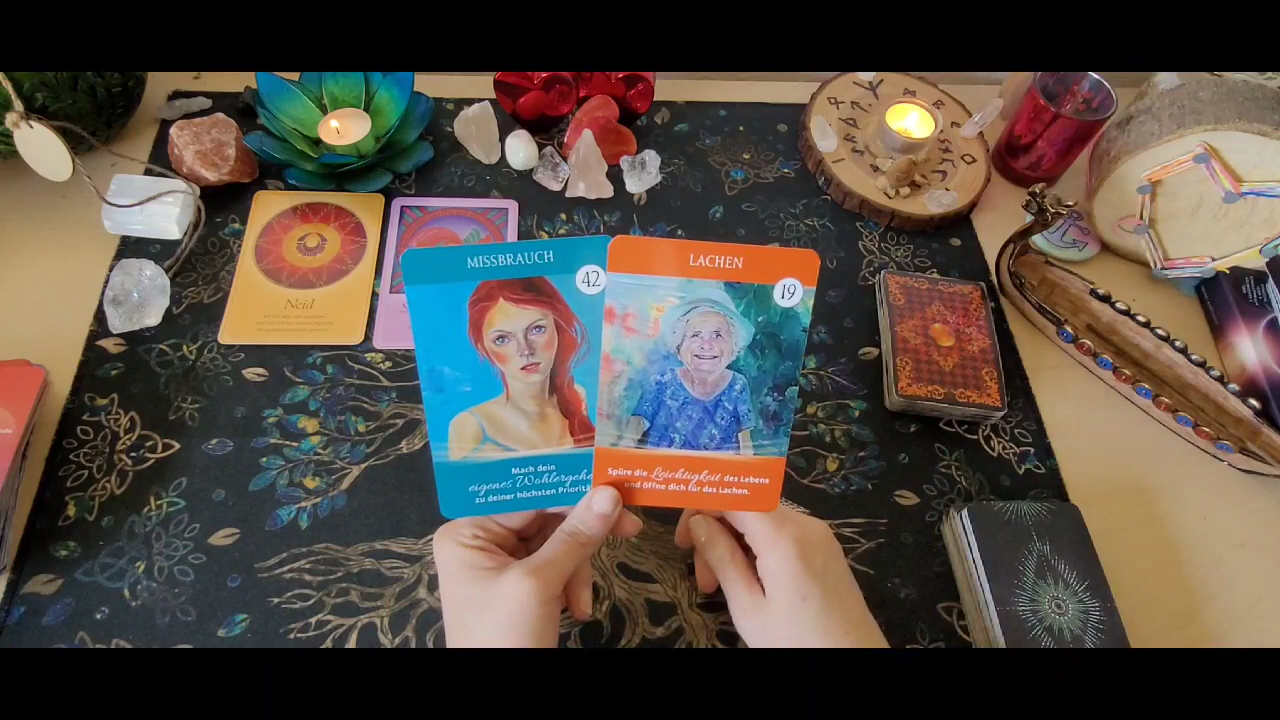 MISSBRAUCH
42
Mach dein
eigenes Wohlergehe
zu deiner höchsten Priorität
LACHEN
19
Spüre die Leichtigkeit des Lebens
und öffne dich für das Lachen.
Neid